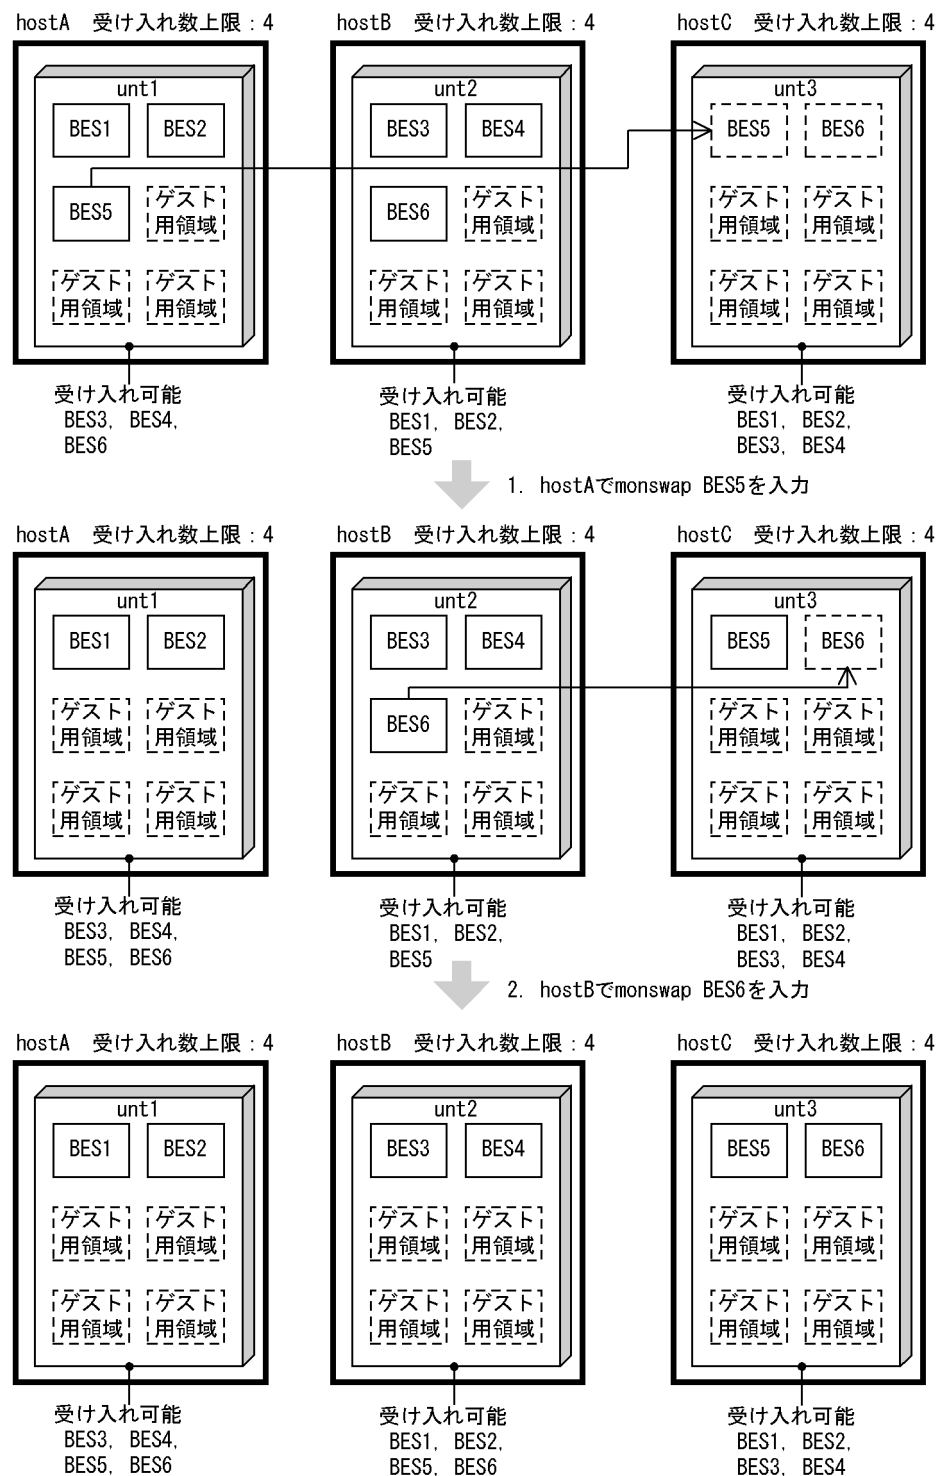 hostA 受け入れ数上限：4
hostB 受け入れ数上限：4
hostC 受け入れ数上限：4
unt1
BES1
BES2
BES5
ゲスト
用領域
ゲスト
用領域
ゲスト
用領域
受け入れ可能
BES3，BES4，
BES6
unt2
BES3
BES4
BES6
ゲスト
用領域
ゲスト
用領域
ゲスト
用領域
受け入れ可能
BES1，BES2，
BES5
unt3
BES5
BES6
ゲスト
用領域
ゲスト
用領域
ゲスト
用領域
ゲスト
用領域
受け入れ可能
BES1，BES2，
BES3，BES4
1. hostAでmonswap BES5を入力
hostA 受け入れ数上限：4
hostB 受け入れ数上限：4
hostC 受け入れ数上限：4
unt1
BES1
BES2
ゲスト
用領域
ゲスト
用領域
ゲスト
用領域
ゲスト
用領域
受け入れ可能
BES3，BES4，
BES5，BES6
unt2
BES3
BES4
BES6
ゲスト
用領域
ゲスト
用領域
ゲスト
用領域
受け入れ可能
BES1，BES2，
BES5
unt3
BES5
BES6
ゲスト
用領域
ゲスト
用領域
ゲスト
用領域
ゲスト
用領域
受け入れ可能
BES1，BES2，
BES3，BES4
2. hostBでmonswap BES6を入力
hostA 受け入れ数上限：4
hostB 受け入れ数上限：4
hostC 受け入れ数上限：4
unt1
BES1
BES2
ゲスト
用領域
ゲスト
用領域
ゲスト
用領域
ゲスト
用領域
受け入れ可能
BES3，BES4，
BES5，BES6
unt2
BES3
BES4
ゲスト
用領域
ゲスト
用領域
ゲスト
用領域
ゲスト
用領域
受け入れ可能
BES1，BES2，
BES5，BES6
unt3
BES5
BES6
ゲスト
用領域
ゲスト
用領域
ゲスト
用領域
ゲスト
用領域
受け入れ可能
BES1，BES2，
BES3，BES4